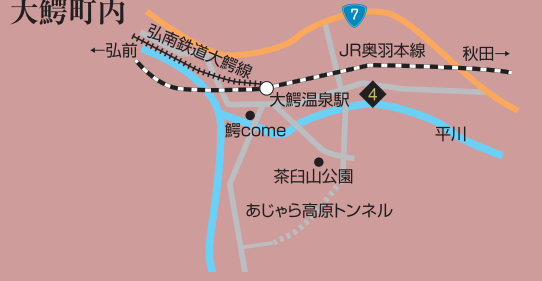 大鰐町内
7
弘南鉄道大鰐線
←弘前
JR奥羽本線
秋田→
大鰐温泉駅
4
鰐come
平川
茶臼山公園
あじゃら高原トンネル